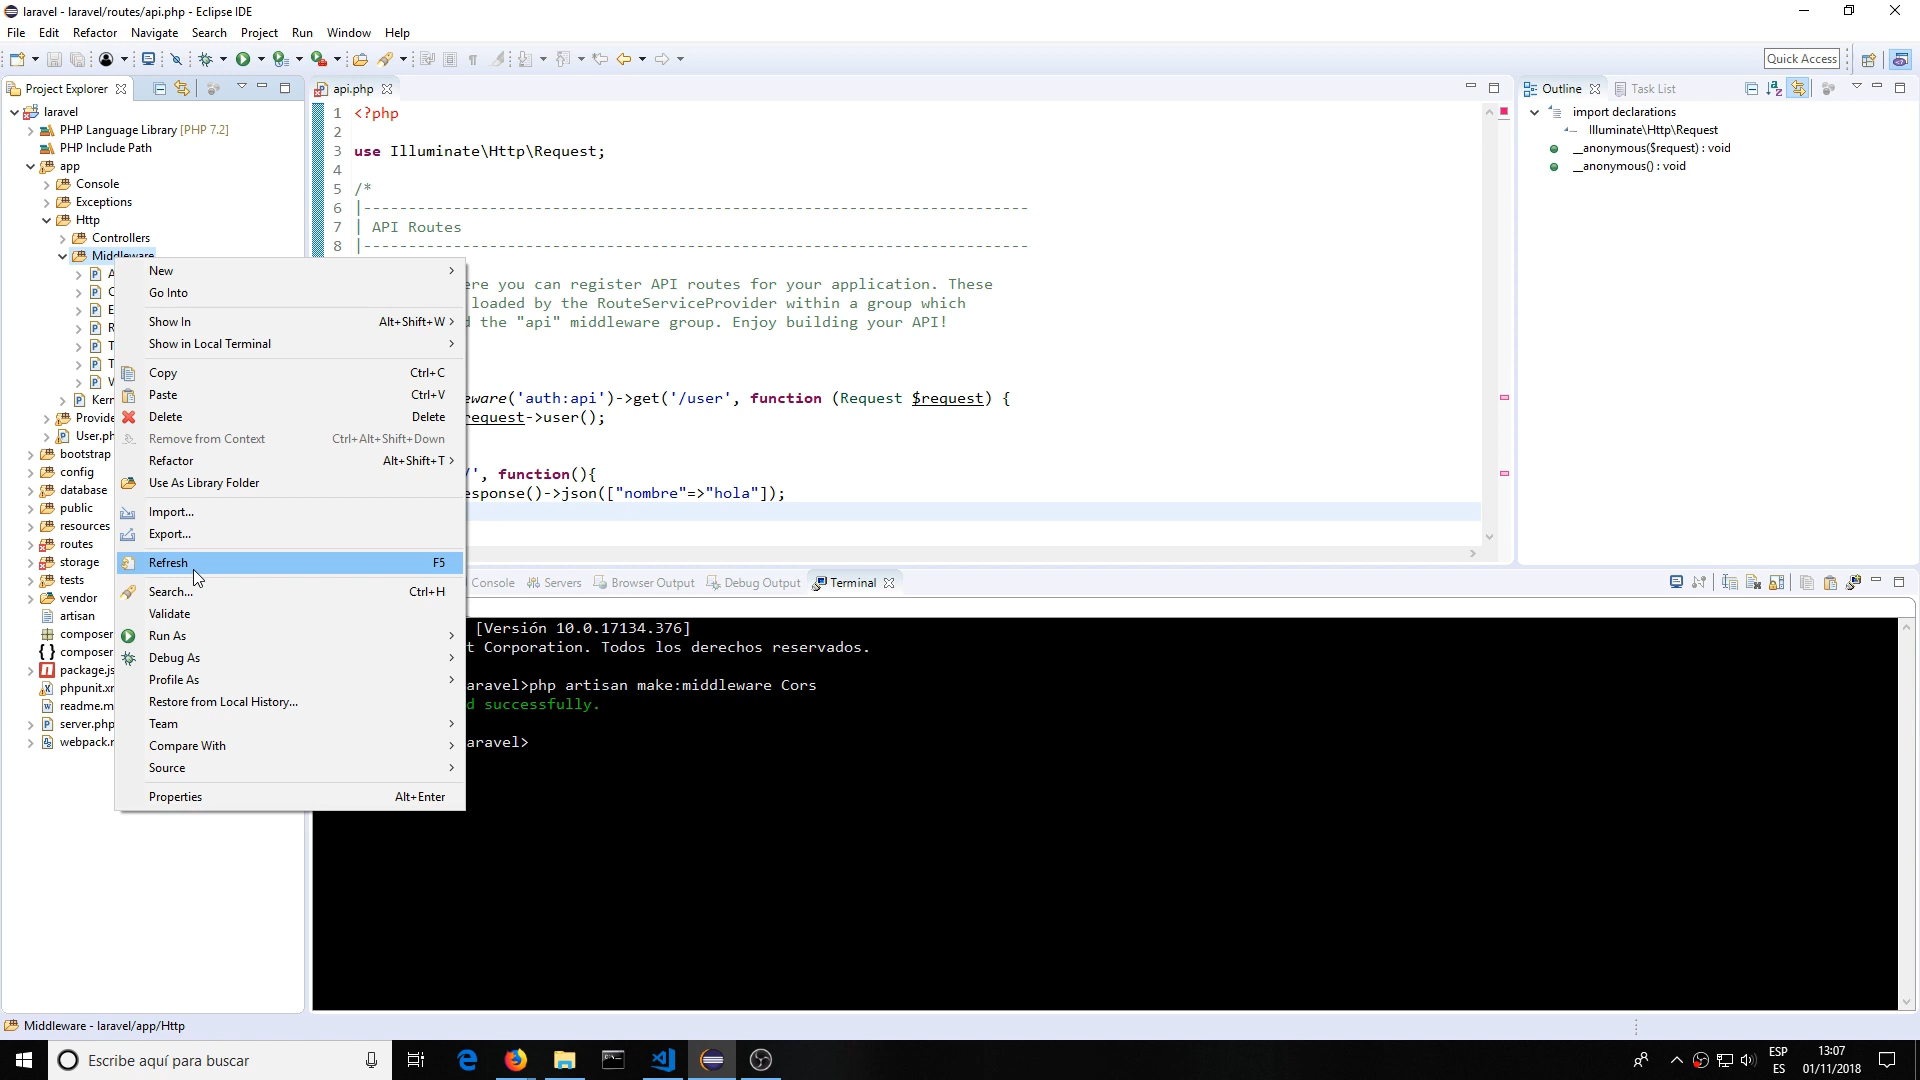 laravel - laravel/routes/api.php - Eclipse IDE
File Edit Refactor Navigate Search Project Run Window Help
Quick Access
Project Explorer
laravel
PHP Language Library [PHP 7.2]
PHP Include Path
app
Console
Exceptions
Http
Controllers
Middleware
A
C
E
R
T
T
V
Kern
Provide
User.ph
bootstrap
config
database
public
resources
routes
storage
tests
vendor
artisan
composer
composer
package.js
phpunit.xr
readme.m
server.php
webpack.r
New
Go Into
Show In Alt+Shift+W
Show in Local Terminal
Copy Ctrl+C
Paste Ctrl+V
Delete Delete
Remove from Context Ctrl+Alt+Shift+Down
Refactor Alt+Shift+T
Use As Library Folder
Import...
Export...
Refresh F5
Search... Ctrl+H
Validate
Run As
Debug As
Profile As
Restore from Local History...
Team
Compare With
Source
Properties Alt+Enter
api.php
1 <?php
2
3 use Illuminate\Http\Request;
4
5 /*
6 |--------------------------------------------------------------------------
7 | API Routes
8 |--------------------------------------------------------------------------
ere you can register API routes for your application. These
loaded by the RouteServiceProvider within a group which
the "api" middleware group. Enjoy building your API!
eware('auth:api')->get('/user', function (Request $request) {
request->user();
/', function(){
esponse()->json(["nombre"=>"hola"]);
Outline Task List
import declarations
Illuminate\Http\Request
__anonymous($request) : void
__anonymous() : void
Console Servers Browser Output Debug Output Terminal
[Versión 10.0.17134.376]
t Corporation. Todos los derechos reservados.
aravel>php artisan make:middleware Cors
d successfully.
aravel>
Middleware - laravel/app/Http
Escribe aquí para buscar
ESP
ES
13:07
01/11/2018